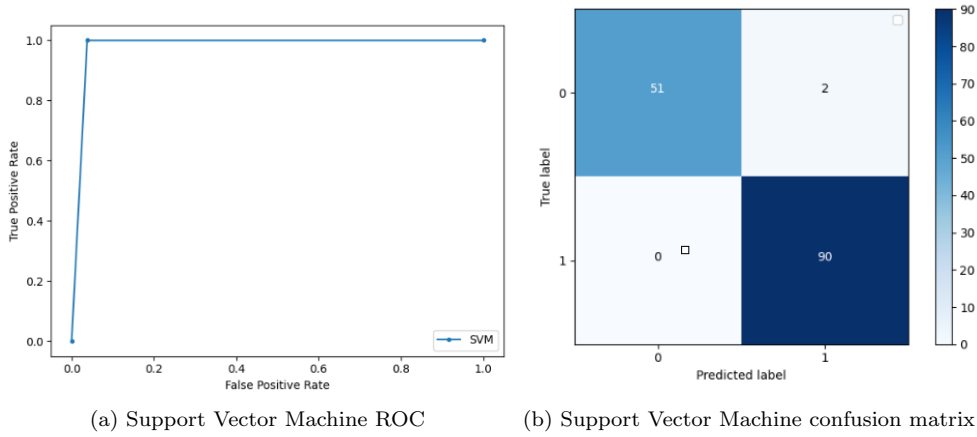 1.0
0.8
0.6
0.4
0.2
0.0
True Positive Rate
0.0 0.2 0.4 0.6 0.8 1.0
False Positive Rate
SVM
(a) Support Vector Machine ROC
0
1
True label
51 2
0 90
0 1
Predicted label
90
80
70
60
50
40
30
20
10
0
(b) Support Vector Machine confusion matrix